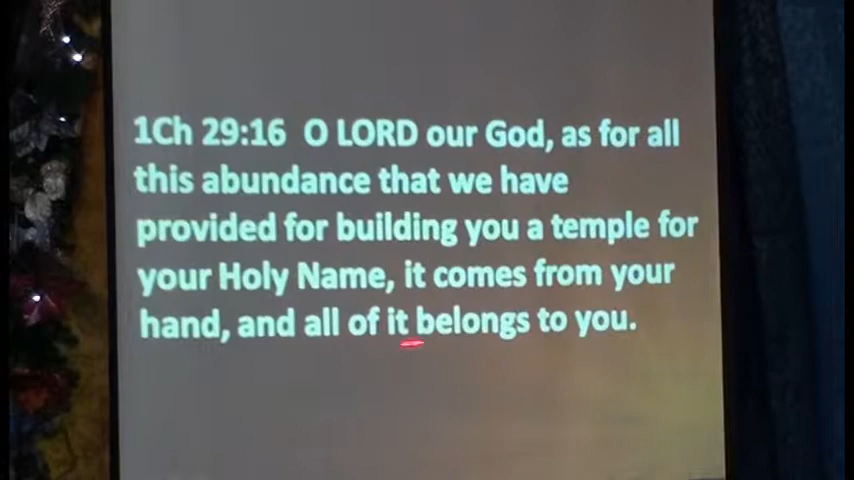 1Ch 29:16 O LORD our God, as for all
this abundance that we have
provided for building you a temple for
your Holy Name, it comes from your
hand, and all of it belongs to you.